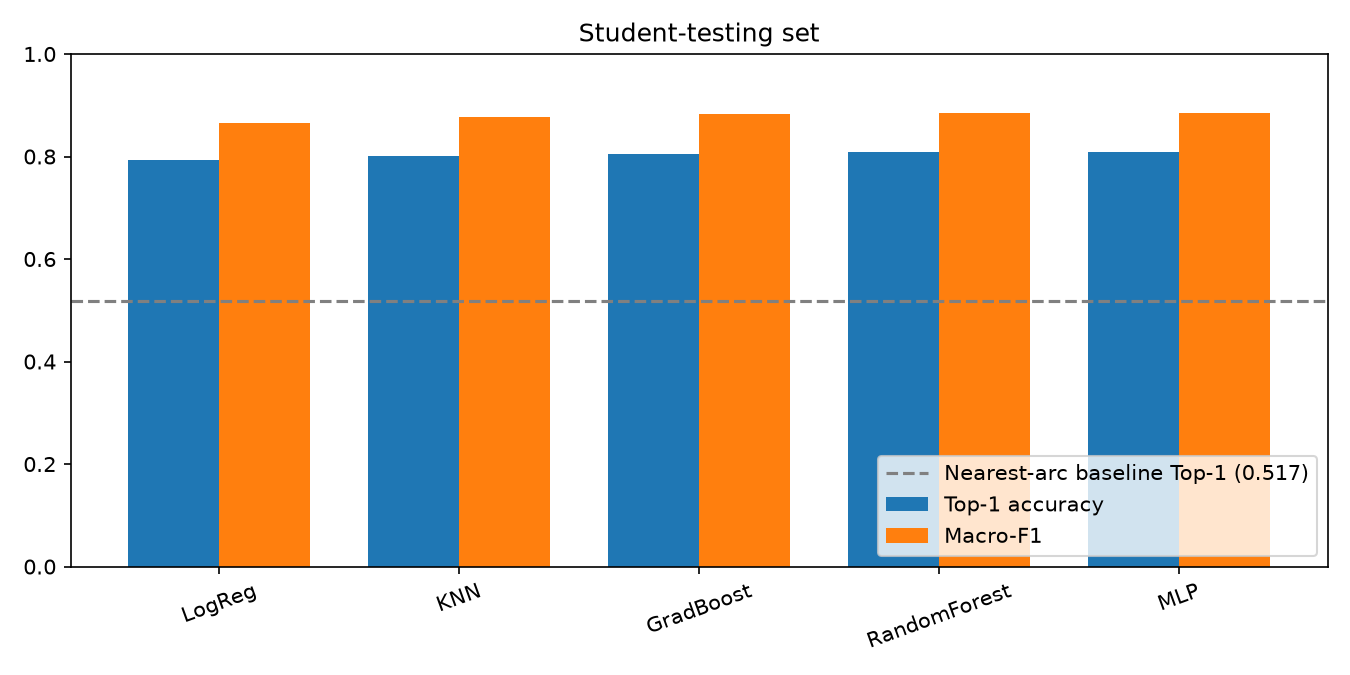 Student-testing set
1.0
0.8
0.6
0.4
0.2
0.0
Nearest-arc baseline Top-1 (0.517)
Top-1 accuracy
Macro-F1
LogReg
KNN
GradBoost
RandomForest
MLP